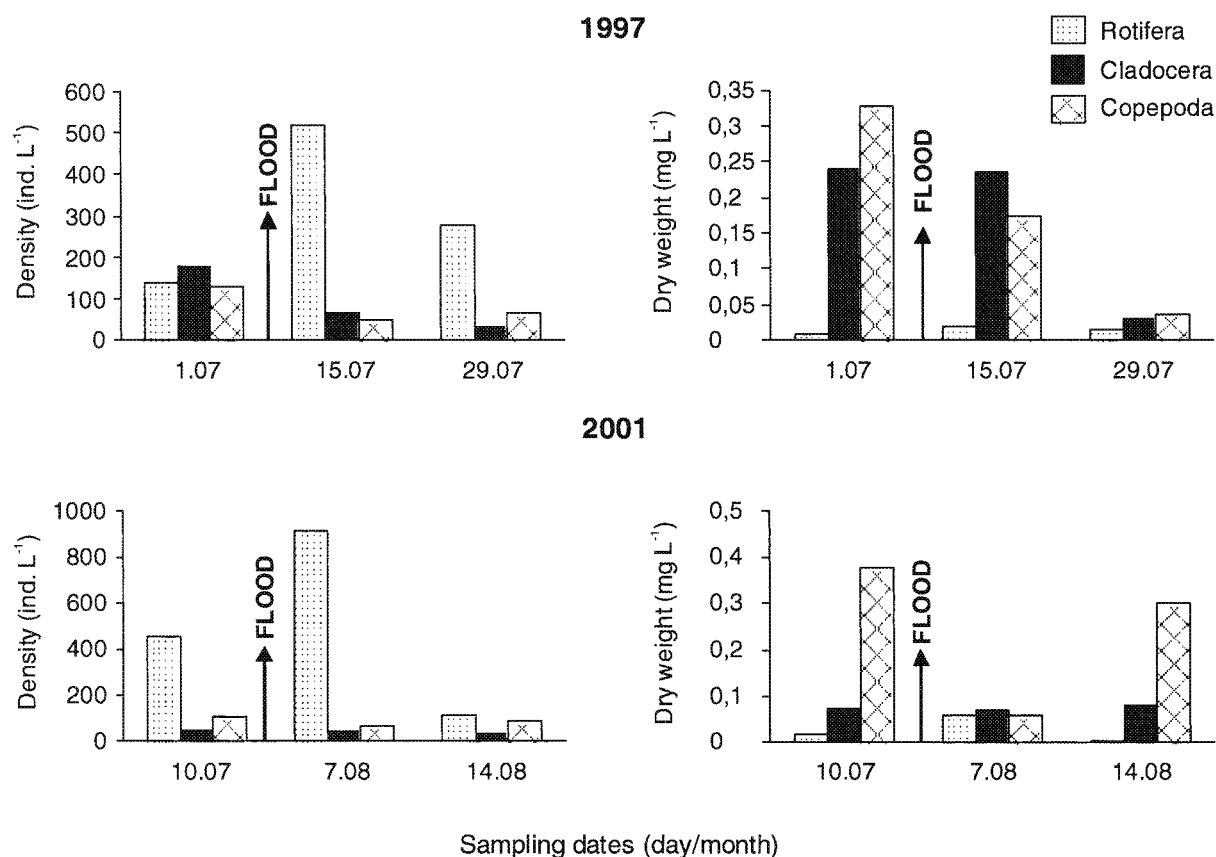 1997
Rotifera
Cladocera
Copepoda
Density (ind. L⁻¹)
600
500
400
300
200
100
0
FLOOD
1.07 15.07 29.07
Dry weight (mg L⁻¹)
0,35
0,3
0,25
0,2
0,15
0,1
0,05
0
FLOOD
1.07 15.07 29.07
2001
Density (ind. L⁻¹)
1000
800
600
400
200
0
FLOOD
10.07 7.08 14.08
Dry weight (mg L⁻¹)
0,5
0,4
0,3
0,2
0,1
0
FLOOD
10.07 7.08 14.08
Sampling dates (day/month)